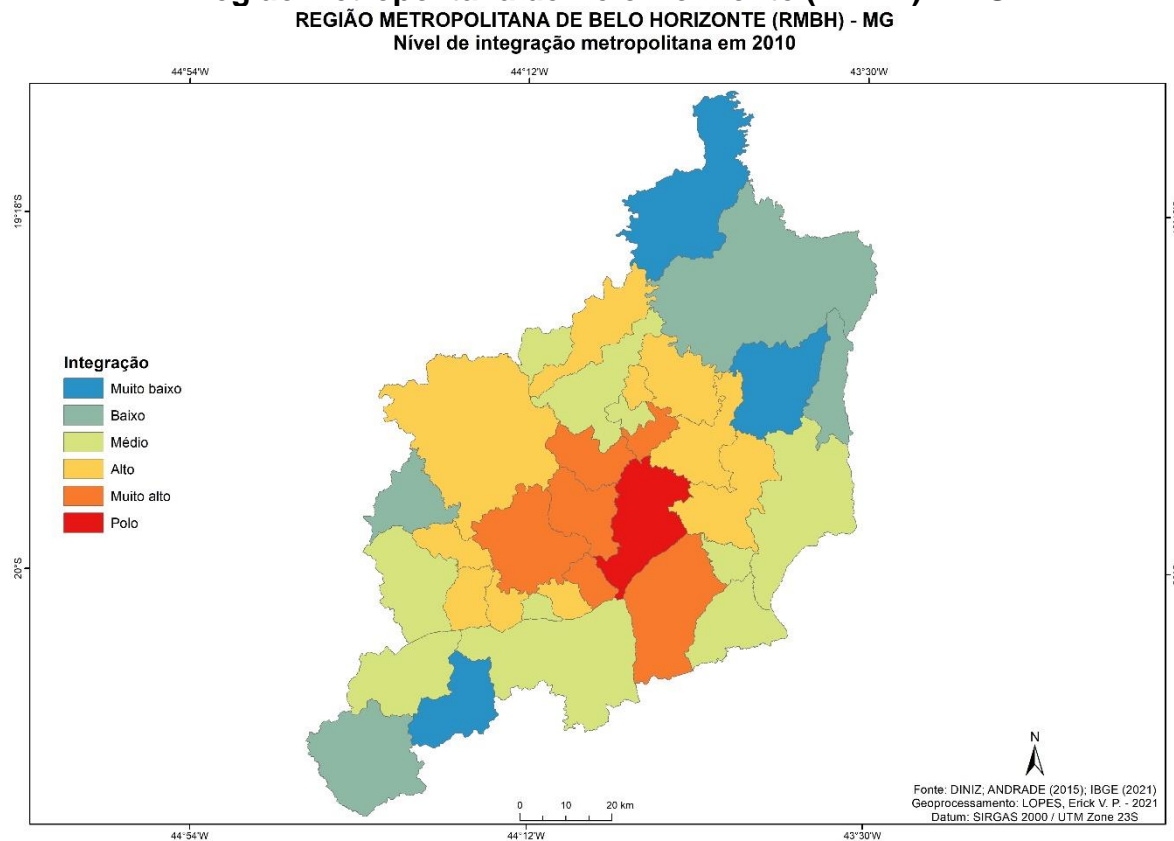 REGIÃO METROPOLITANA DE BELO HORIZONTE (RMBH) - MG
Nível de integração metropolitana em 2010
44°54'W 44°12'W 43°30'W
19°18'S
Integração
Muito baixo
Baixo
Médio
Alto
Muito alto
Polo
20°S
N
0 10 20 km
Fonte: DINIZ; ANDRADE (2015); IBGE (2021)
Geoprocessamento: LOPES, Erick V. P. - 2021
Datum: SIRGAS 2000 / UTM Zone 23S
44°54'W 44°12'W 43°30'W